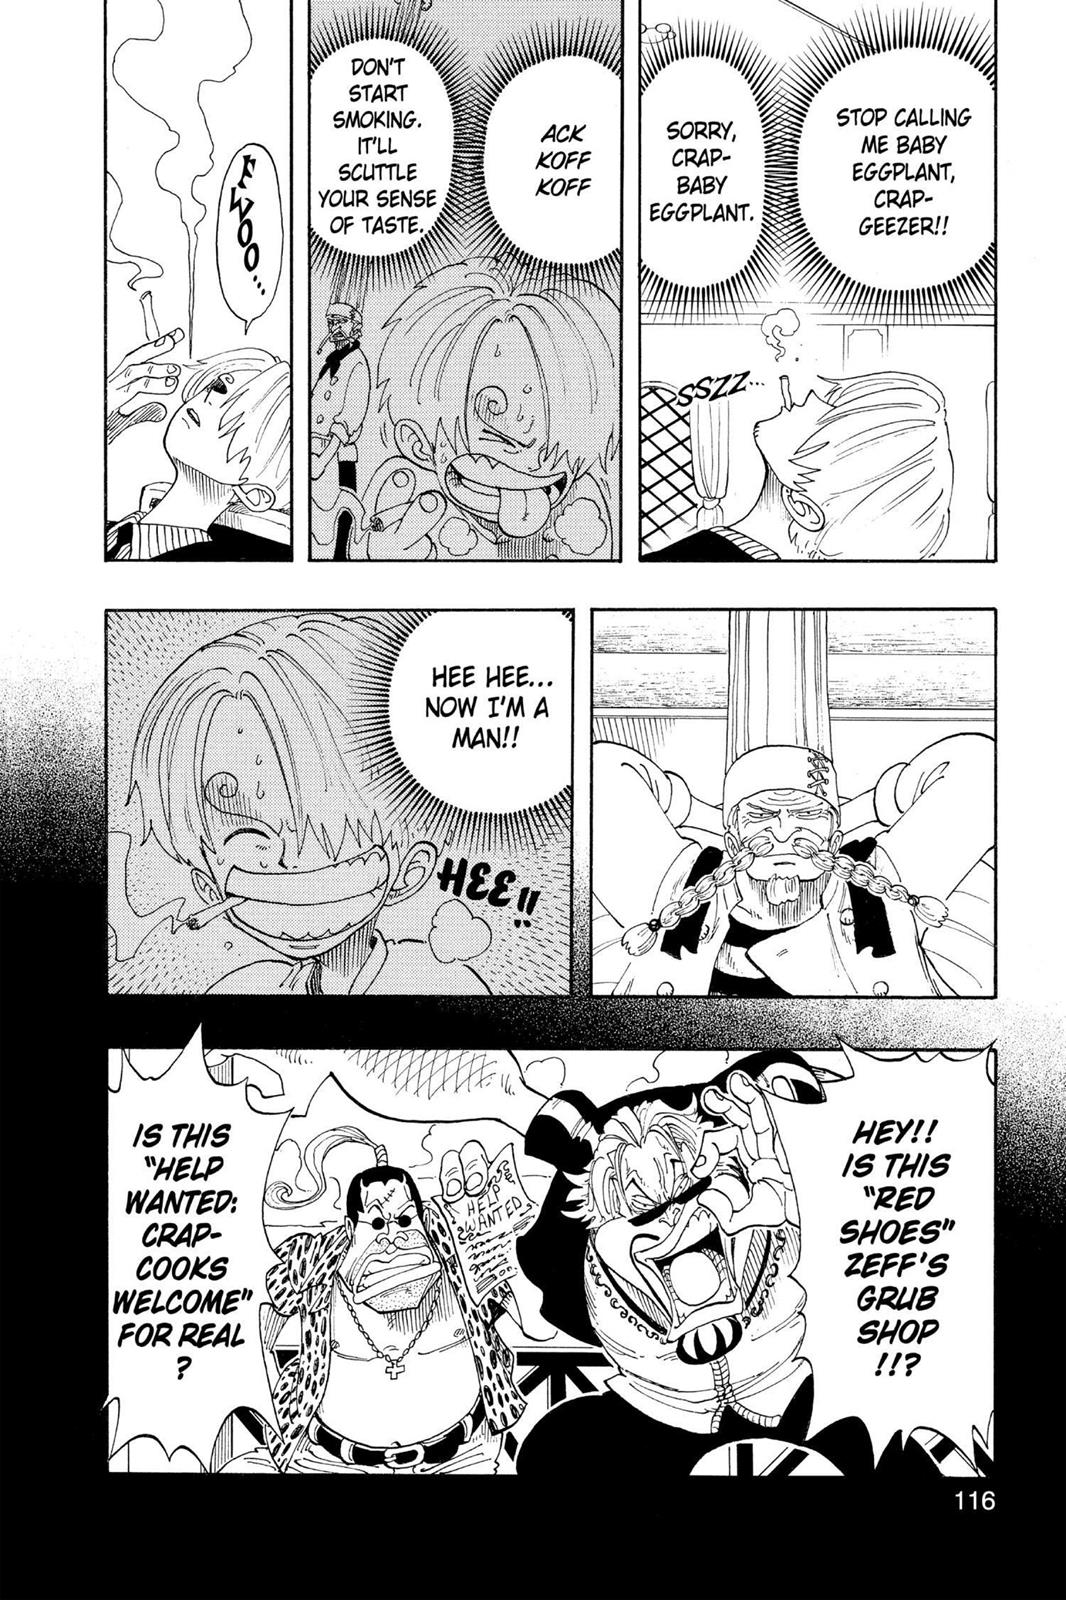 STOP CALLING
ME BABY
EGGPLANT,
CRAP-
GEEZER!!
SORRY,
CRAP-
BABY
EGGPLANT.
SSZZ...
ACK
KOFF
KOFF
DON'T
START
SMOKING.
IT'LL
SCUTTLE
YOUR SENSE
OF TASTE.
FWOO...
HEE HEE...
NOW I'M A
MAN!!
HEE!!
HEY!!
IS THIS
"RED
SHOES"
ZEFF'S
GRUB
SHOP
!!?
HELP
WANTED
IS THIS
"HELP
WANTED:
CRAP-
COOKS
WELCOME"
FOR REAL
?
116